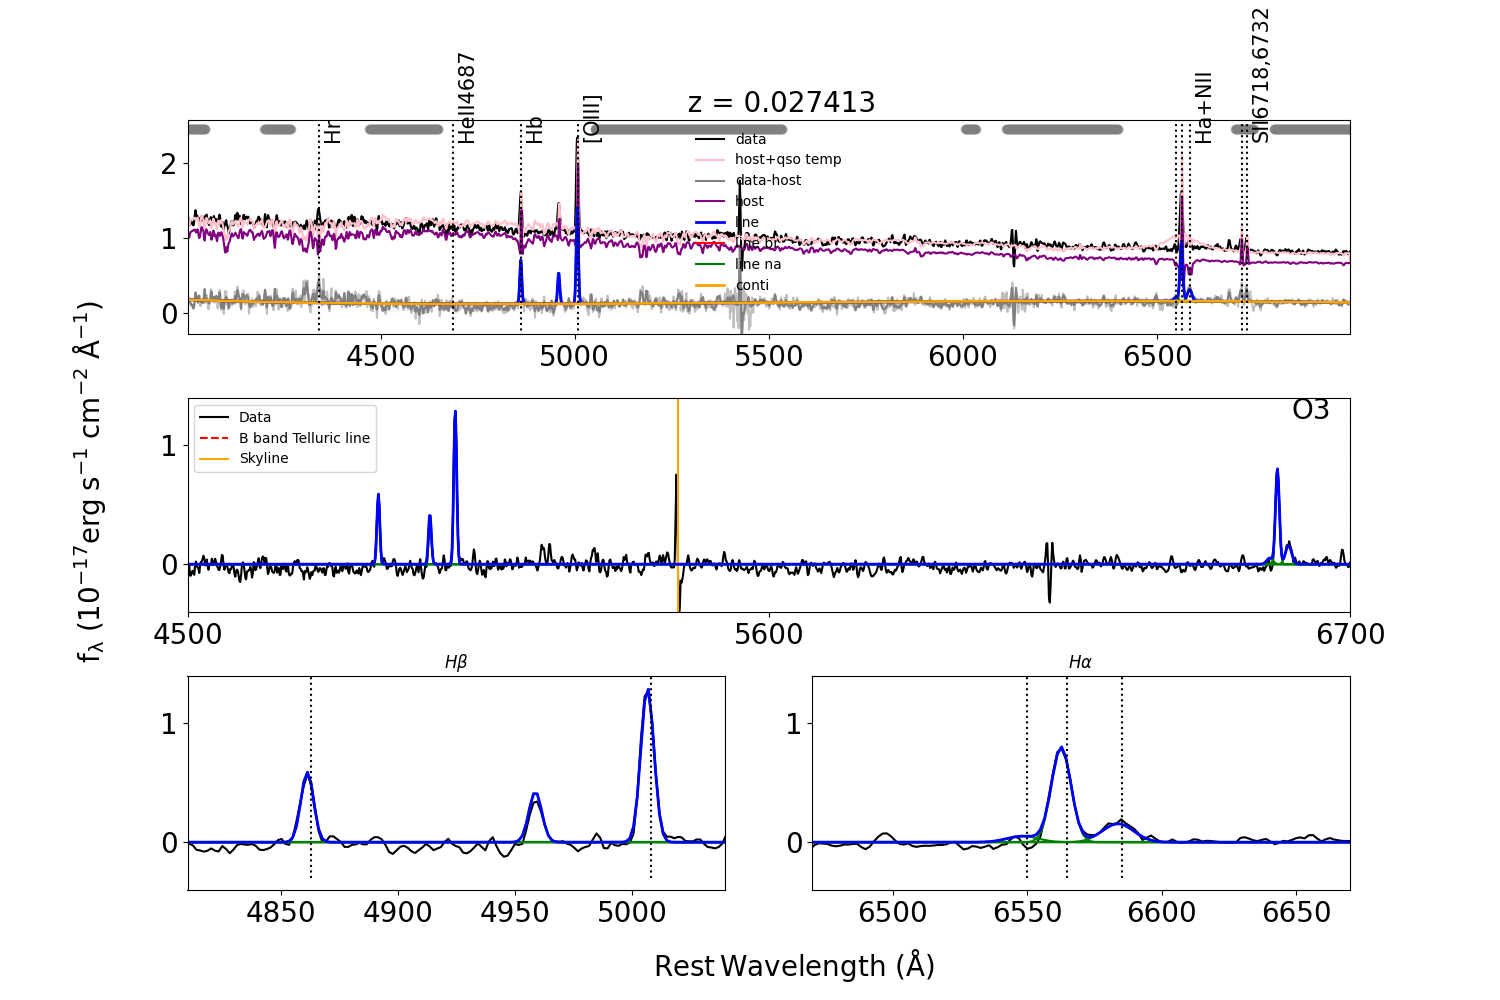 z = 0.027413
Hr
HeII4687
Hb
[OIII]
Ha+NII
SII6718,6732
data
host+qso temp
data-host
host
line
line br
line na
conti
2
1
0
4500 5000 5500 6000 6500
fλ (10⁻¹⁷erg s⁻¹ cm⁻² Å⁻¹)
Data
B band Telluric line
Skyline
O3
1
0
4500 5600 6700
Hβ
1
0
4850 4900 4950 5000
Hα
1
0
6500 6550 6600 6650
Rest Wavelength (Å)